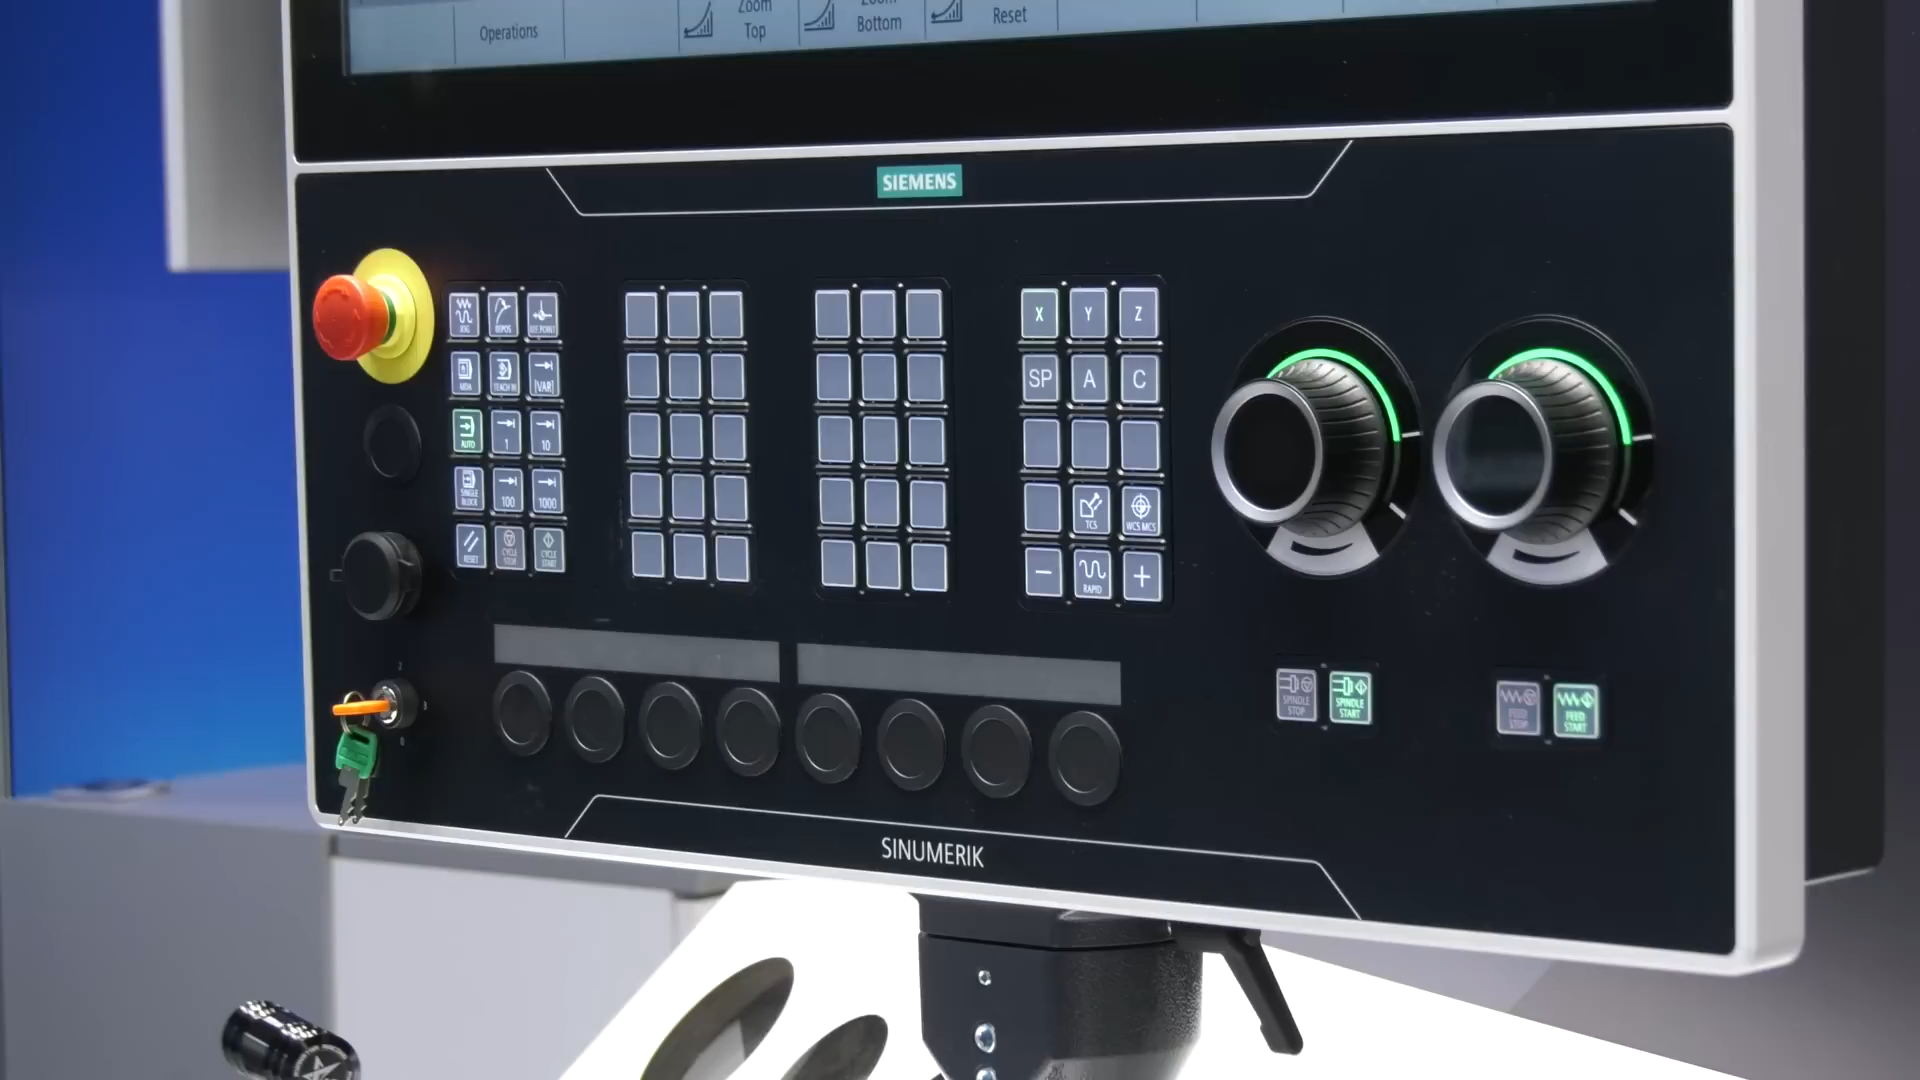 Operations
Zoom
Top
Zoom
Bottom
Reset
SIEMENS
JOG
REPOS
REF POINT
MDA
TEACH IN
[VAR]
AUTO
1
10
SINGLE
BLOCK
100
1000
RESET
CYCLE
STOP
CYCLE
START
X
Y
Z
SP
A
C
TCS
WCS MCS
−
RAPID
+
SPINDLE
STOP
SPINDLE
START
FEED
STOP
FEED
START
2
3
SINUMERIK